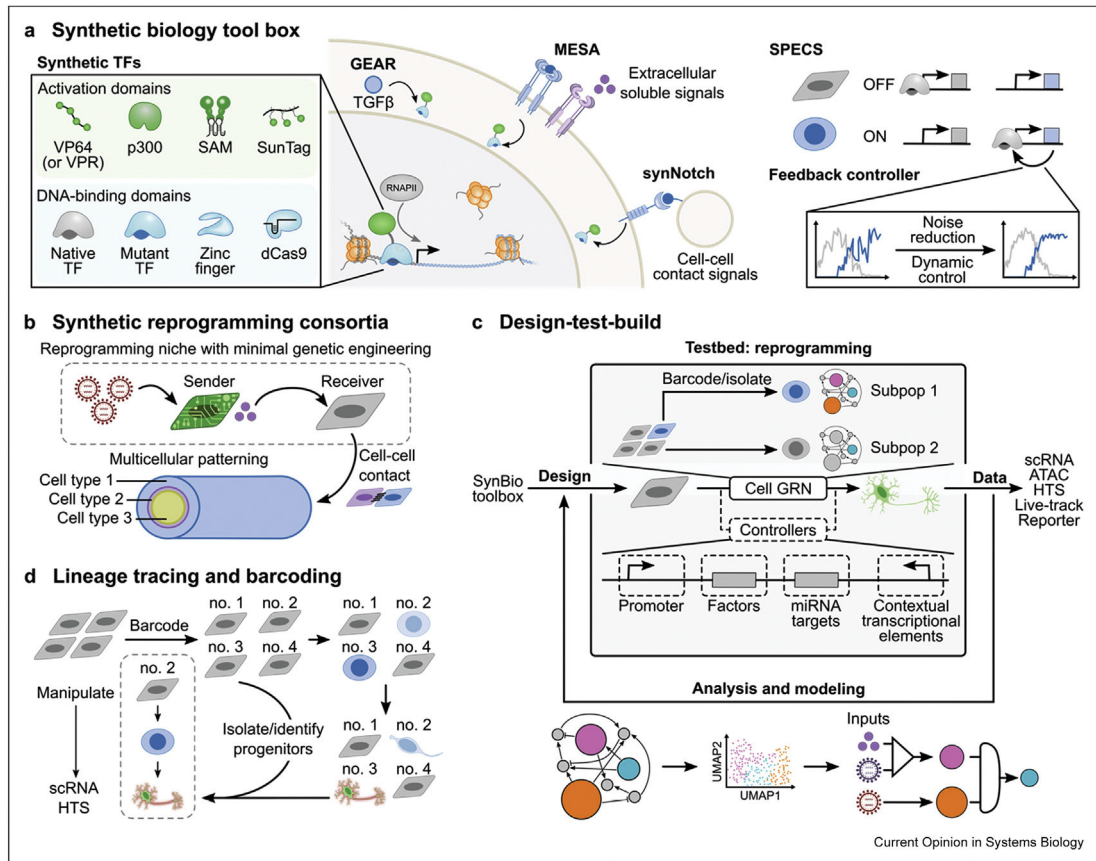 a Synthetic biology tool box
Synthetic TFs
Activation domains
VP64
(or VPR)
p300
SAM
SunTag
DNA-binding domains
Native
TF
Mutant
TF
Zinc
finger
dCas9
GEAR
TGFβ
RNAPII
MESA
Extracellular
soluble signals
synNotch
Cell-cell
contact signals
SPECS
OFF
ON
Feedback controller
Noise
reduction
Dynamic
control
b Synthetic reprogramming consortia
Reprogramming niche with minimal genetic engineering
Sender
Receiver
Multicellular patterning
Cell type 1
Cell type 2
Cell type 3
Cell-cell
contact
c Design-test-build
Testbed: reprogramming
Barcode/isolate
Subpop 1
Subpop 2
SynBio
toolbox
Design
Cell GRN
Controllers
Data
scRNA
ATAC
HTS
Live-track
Reporter
Promoter
Factors
miRNA
targets
Contextual
transcriptional
elements
Analysis and modeling
UMAP2
UMAP1
Inputs
d Lineage tracing and barcoding
Barcode
no. 1 no. 2
no. 3 no. 4
no. 1 no. 2
no. 3 no. 4
Manipulate
no. 2
scRNA
HTS
Isolate/identify
progenitors
no. 1 no. 2
no. 3 no. 4
Current Opinion in Systems Biology